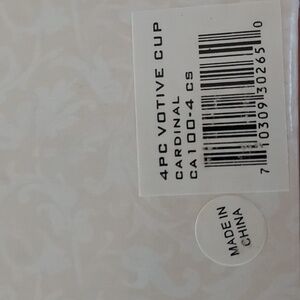 4PC VOTIVE CUP
CARDINAL
CA100-4 CS
7 10309 30265 0
MADE IN
CHINA